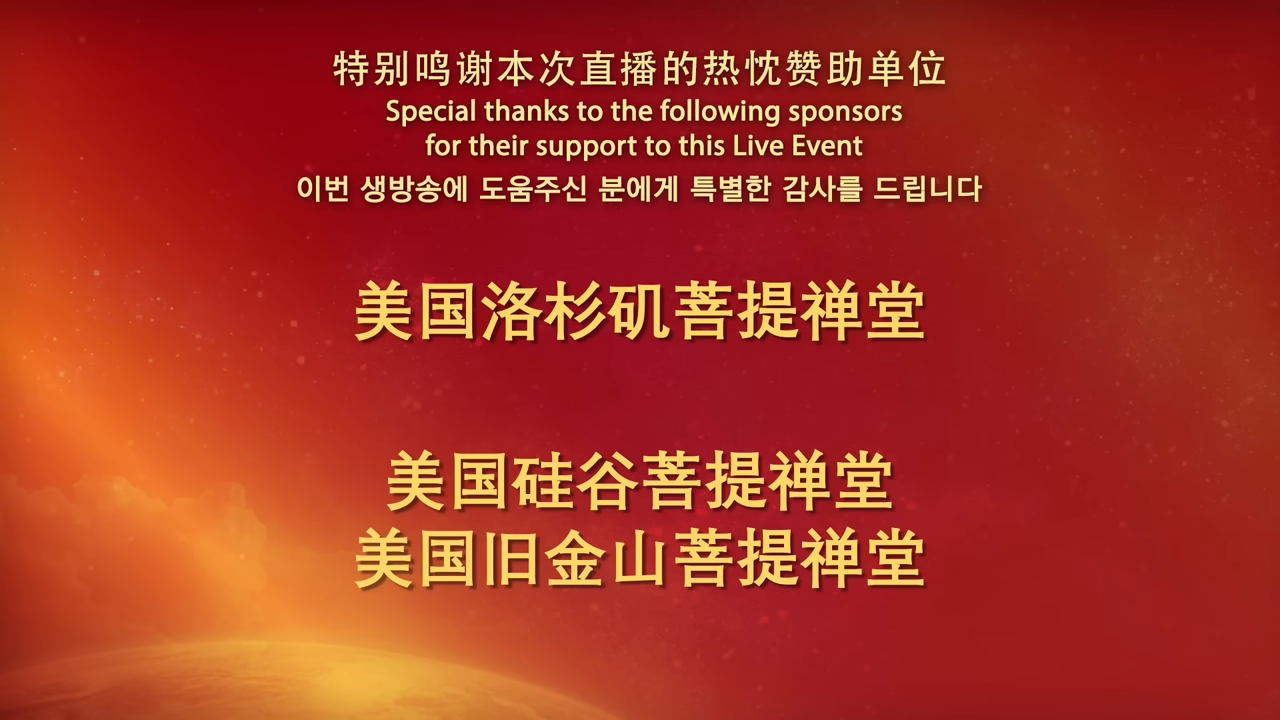 特别鸣谢本次直播的热忱赞助单位
Special thanks to the following sponsors
for their support to this Live Event
이번 생방송에 도움주신 분에게 특별한 감사를 드립니다
美国洛杉矶菩提禅堂
美国硅谷菩提禅堂
美国旧金山菩提禅堂